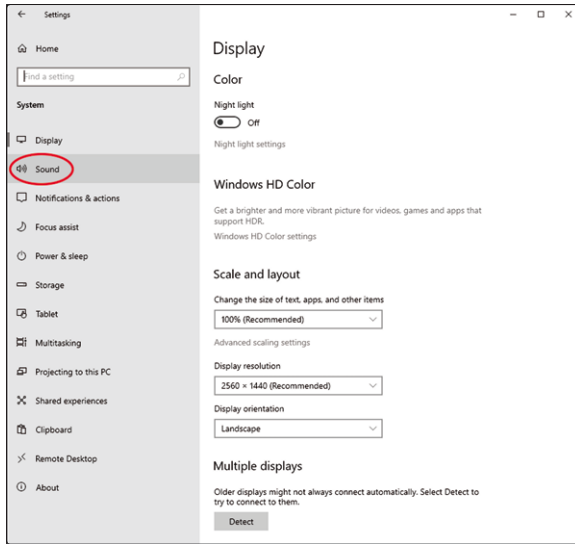 Settings
Home
Find a setting
System
Display
Sound
Notifications & actions
Focus assist
Power & sleep
Storage
Tablet
Multitasking
Projecting to this PC
Shared experiences
Clipboard
Remote Desktop
About
Display
Color
Night light
Off
Night light settings
Windows HD Color
Get a brighter and more vibrant picture for videos, games and apps that
support HDR.
Windows HD Color settings
Scale and layout
Change the size of text, apps, and other items
100% (Recommended)
Advanced scaling settings
Display resolution
2560 × 1440 (Recommended)
Display orientation
Landscape
Multiple displays
Older displays might not always connect automatically. Select Detect to
try to connect to them.
Detect